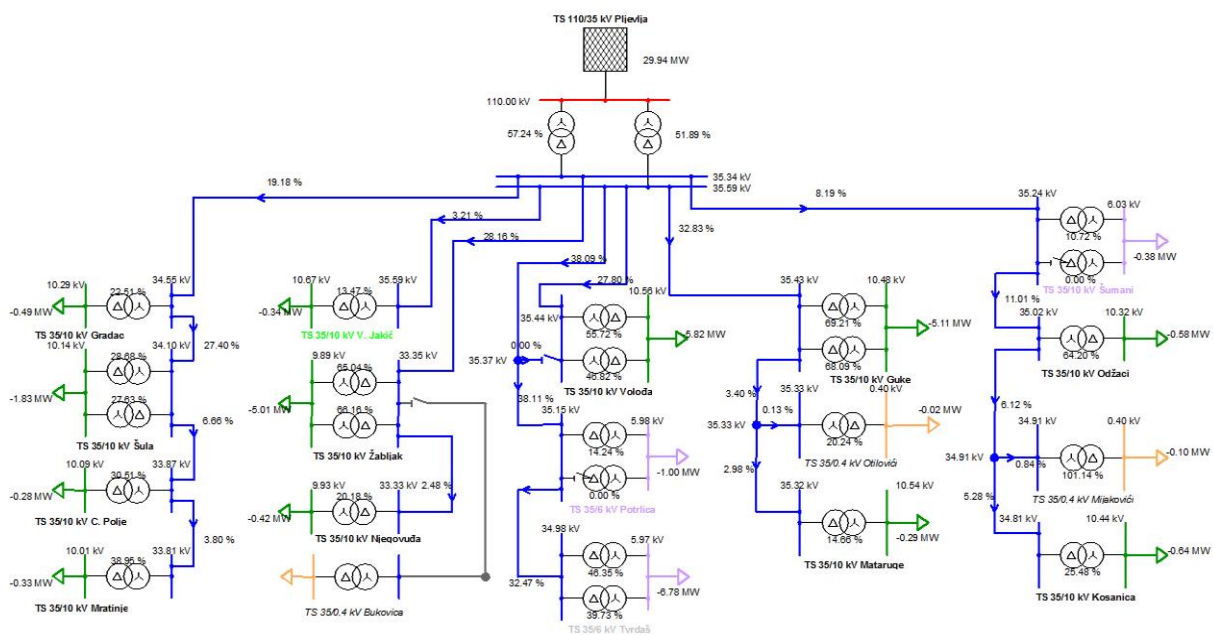 TS 110/35 kV Pljevlja
29.94 MW
110.00 kV
57.24 %
51.89 %
35.34 kV
35.59 kV
19.18 %
3.21 %
28.16 %
38.09 %
27.80 %
32.83 %
8.19 %
10.29 kV
22.51 %
34.55 kV
-0.49 MW
TS 35/10 kV Gradac
27.40 %
10.14 kV
28.68 %
34.10 kV
-1.83 MW
27.63 %
TS 35/10 kV Šula
6.66 %
10.09 kV
30.51 %
33.87 kV
-0.28 MW
TS 35/10 kV C. Polje
3.80 %
10.01 kV
38.95 %
33.81 kV
-0.33 MW
TS 35/10 kV Mratinje
10.67 kV
13.47 %
35.59 kV
-0.34 MW
TS 35/10 kV V. Jakić
9.89 kV
65.04 %
33.35 kV
-5.01 MW
66.16 %
TS 35/10 kV Žabljak
9.93 kV
20.18 %
33.33 kV
2.48 %
-0.42 MW
TS 35/10 kV Njegovuđa
TS 35/0.4 kV Bukovica
35.44 kV
10.56 kV
55.72 %
-5.82 MW
0.00 %
35.37 kV
46.82 %
TS 35/10 kV Volođa
38.11 %
35.15 kV
5.98 kV
14.24 %
-1.00 MW
0.00 %
TS 35/6 kV Potrlica
34.98 kV
5.97 kV
46.35 %
32.47 %
-6.78 MW
39.73 %
TS 35/6 kV Tvrdaš
35.43 kV
10.48 kV
69.21 %
-5.11 MW
68.09 %
TS 35/10 kV Guke
3.40 %
35.33 kV
0.40 kV
35.33 kV
0.13 %
-0.02 MW
20.24 %
TS 35/0.4 kV Otilovići
2.98 %
35.32 kV
10.54 kV
14.66 %
-0.29 MW
TS 35/10 kV Mataruge
35.24 kV
6.03 kV
10.72 %
-0.38 MW
0.00 %
TS 35/10 kV Šumani
11.01 %
35.02 kV
10.32 kV
-0.58 MW
64.20 %
TS 35/10 kV Odžaci
6.12 %
34.91 kV
0.40 kV
34.91 kV
0.84 %
-0.10 MW
101.14 %
TS 35/0.4 kV Mijakovići
5.28 %
34.81 kV
10.44 kV
-0.64 MW
25.48 %
TS 35/10 kV Kosanica